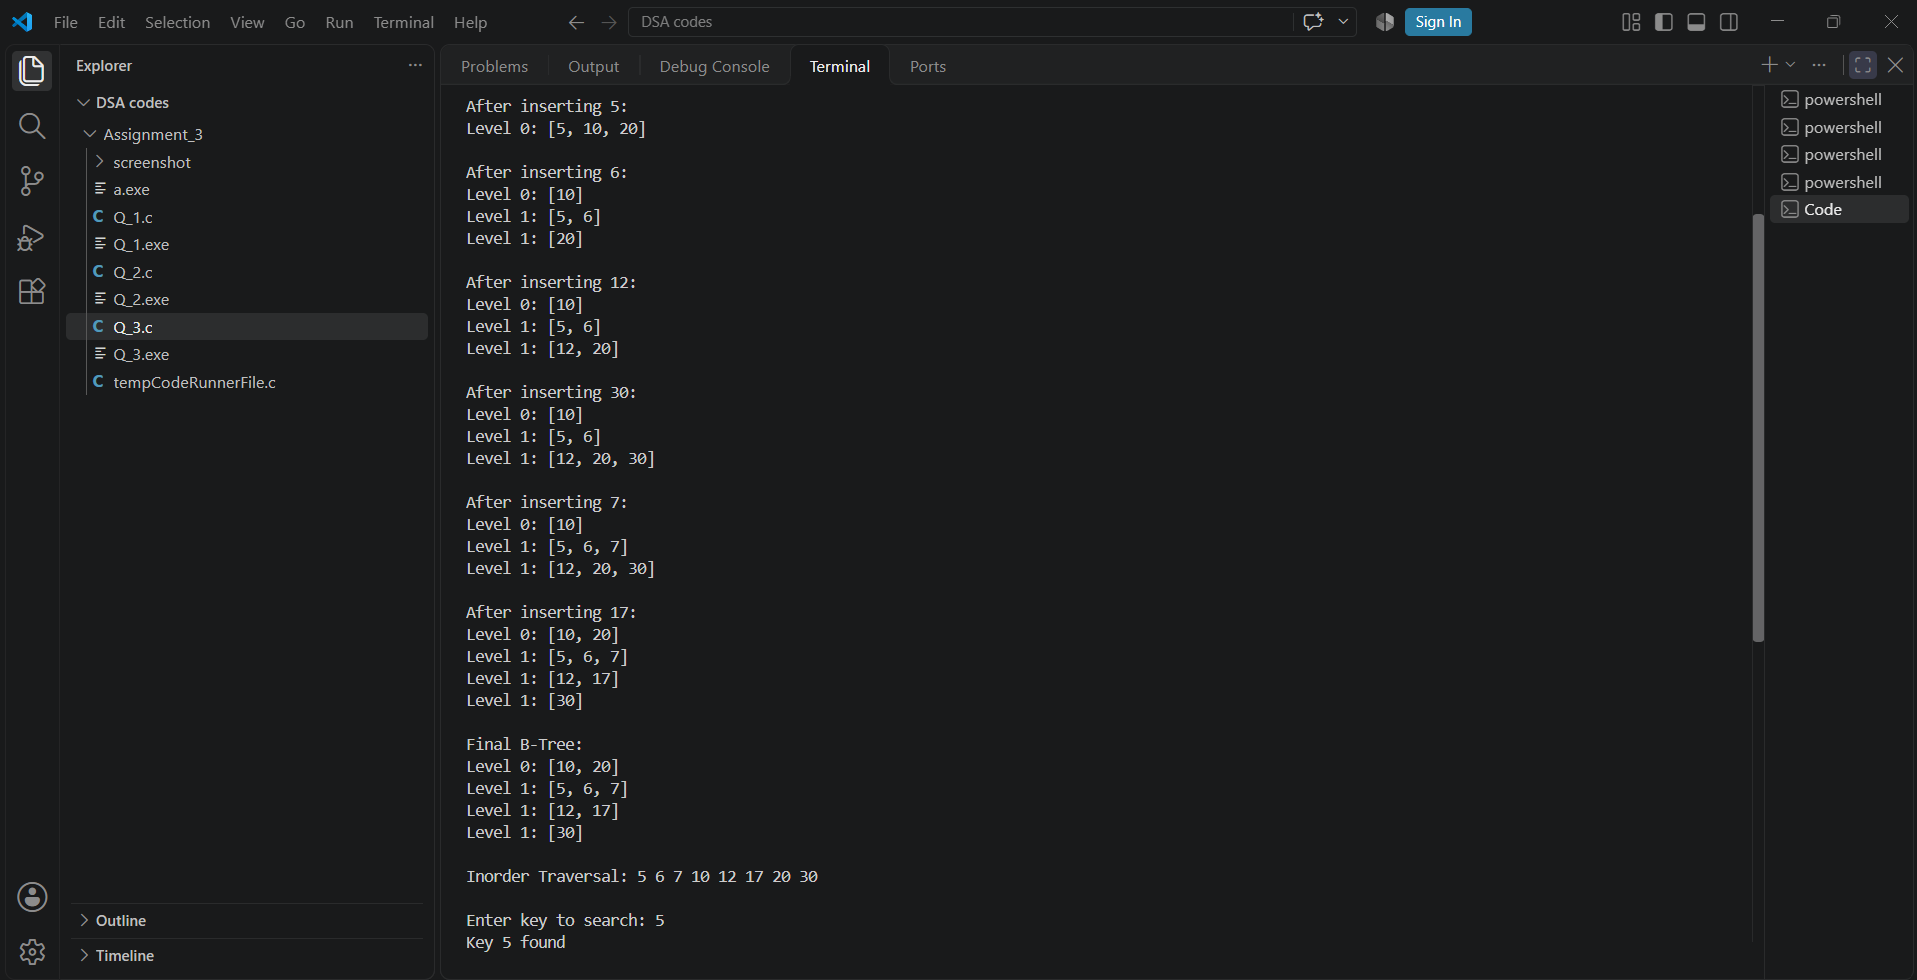 File Edit Selection View Go Run Terminal Help
DSA codes
Sign In
Explorer
DSA codes
Assignment_3
screenshot
a.exe
C Q_1.c
Q_1.exe
C Q_2.c
Q_2.exe
C Q_3.c
Q_3.exe
C tempCodeRunnerFile.c
Outline
Timeline
Problems Output Debug Console Terminal Ports
After inserting 5:
Level 0: [5, 10, 20]
After inserting 6:
Level 0: [10]
Level 1: [5, 6]
Level 1: [20]
After inserting 12:
Level 0: [10]
Level 1: [5, 6]
Level 1: [12, 20]
After inserting 30:
Level 0: [10]
Level 1: [5, 6]
Level 1: [12, 20, 30]
After inserting 7:
Level 0: [10]
Level 1: [5, 6, 7]
Level 1: [12, 20, 30]
After inserting 17:
Level 0: [10, 20]
Level 1: [5, 6, 7]
Level 1: [12, 17]
Level 1: [30]
Final B-Tree:
Level 0: [10, 20]
Level 1: [5, 6, 7]
Level 1: [12, 17]
Level 1: [30]
Inorder Traversal: 5 6 7 10 12 17 20 30
Enter key to search: 5
Key 5 found
powershell
powershell
powershell
powershell
Code